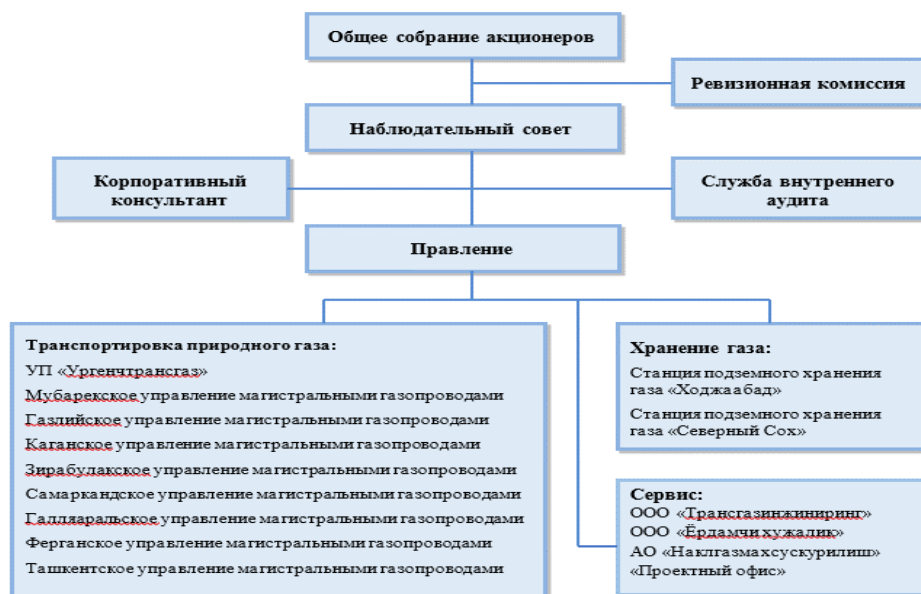 Общее собрание акционеров
Ревизионная комиссия
Наблюдательный совет
Корпоративный
консультант
Служба внутреннего
аудита
Правление
Транспортировка природного газа:
УП «Ургенчтрансгаз»
Мубарекское управление магистральными газопроводами
Газлийское управление магистральными газопроводами
Каганское управление магистральными газопроводами
Зирабулакское управление магистральными газопроводами
Самаркандское управление магистральными газопроводами
Галляаральское управление магистральными газопроводами
Ферганское управление магистральными газопроводами
Ташкентское управление магистральными газопроводами
Хранение газа:
Станция подземного хранения
газа «Ходжаабад»
Станция подземного хранения
газа «Северный Сох»
Сервис:
ООО «Трансгазинжиниринг»
ООО «Ёрдамчи хужалик»
АО «Наклгазмахсускурилиш»
«Проектный офис»